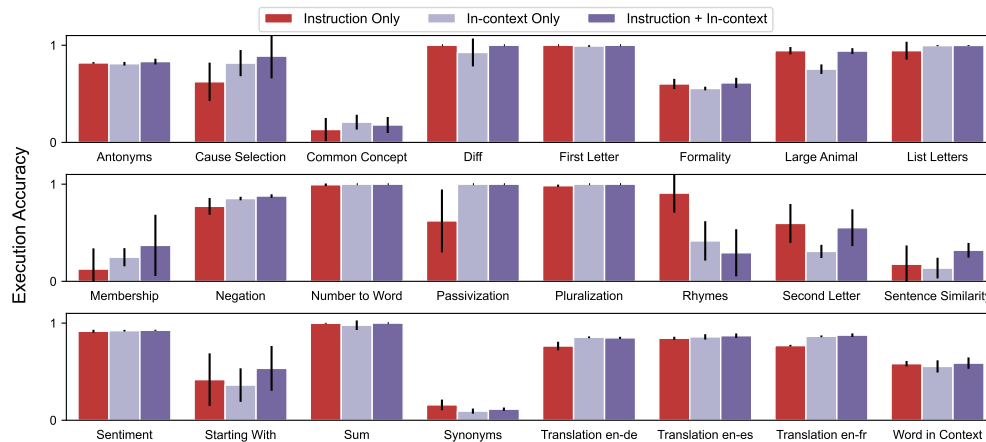 Instruction Only In-context Only Instruction + In-context
Execution Accuracy
1
0
Antonyms Cause Selection Common Concept Diff First Letter Formality Large Animal List Letters
1
0
Membership Negation Number to Word Passivization Pluralization Rhymes Second Letter Sentence Similarity
1
0
Sentiment Starting With Sum Synonyms Translation en-de Translation en-es Translation en-fr Word in Context